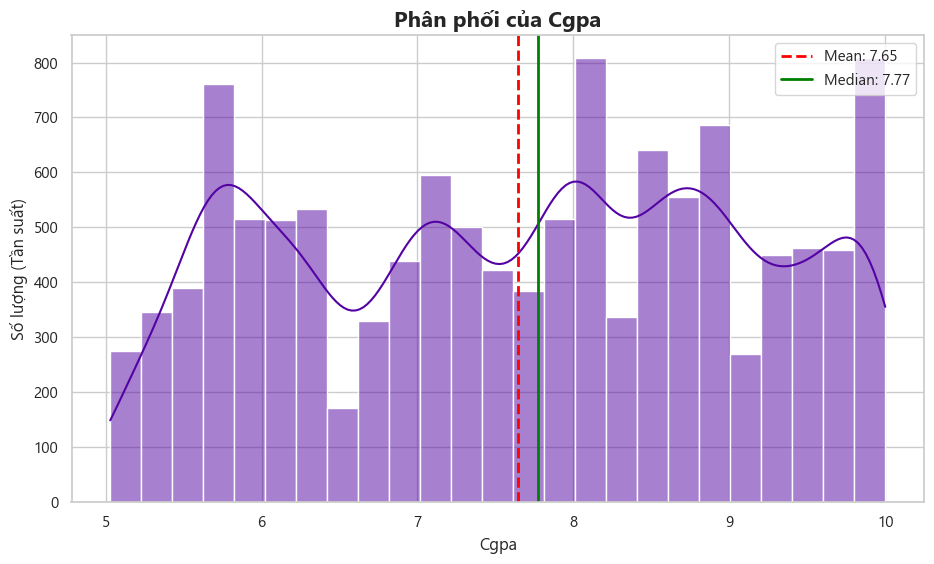 Phân phối của Cgpa
Mean: 7.65
Median: 7.77
Số lượng (Tần suất)
800
700
600
500
400
300
200
100
0
5 6 7 8 9 10
Cgpa